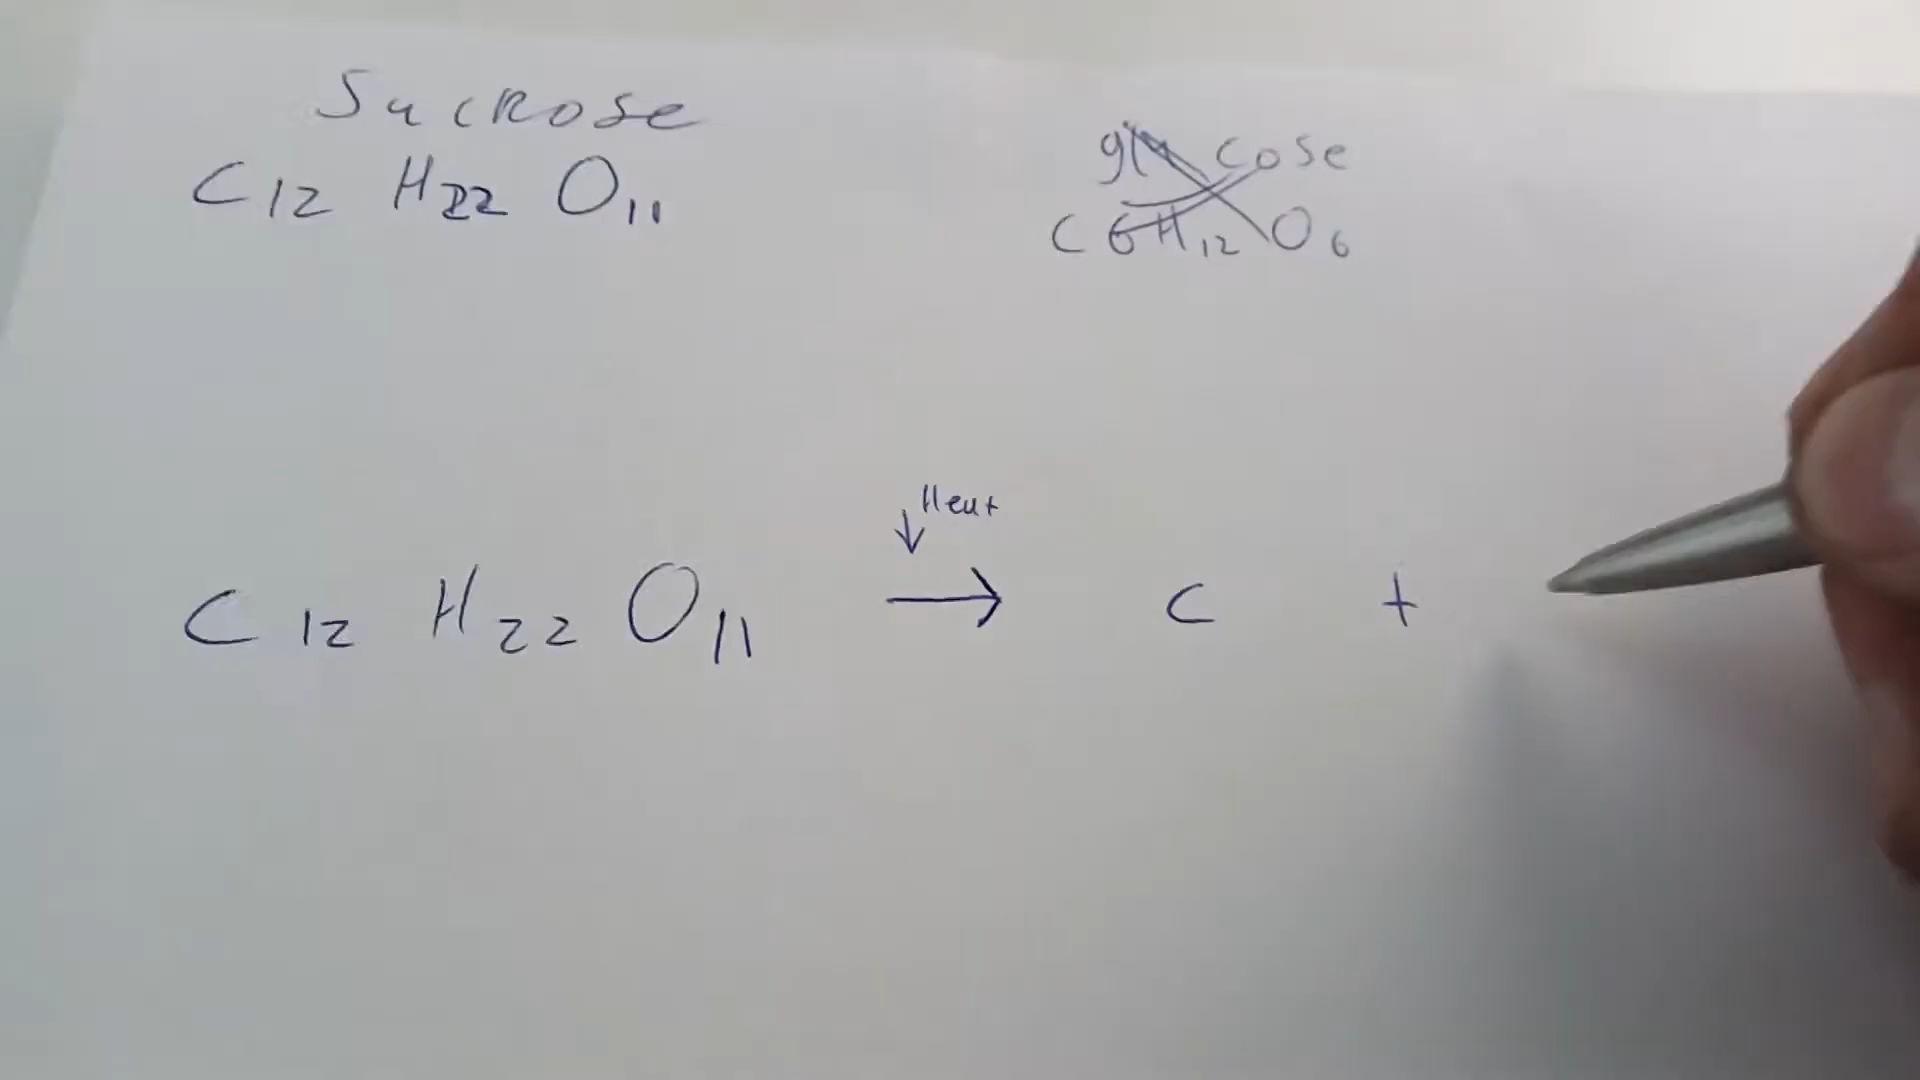 Sucrose
C12 H22 O11
glucose
C6H12O6
Heat
C12 H22 O11 → C +